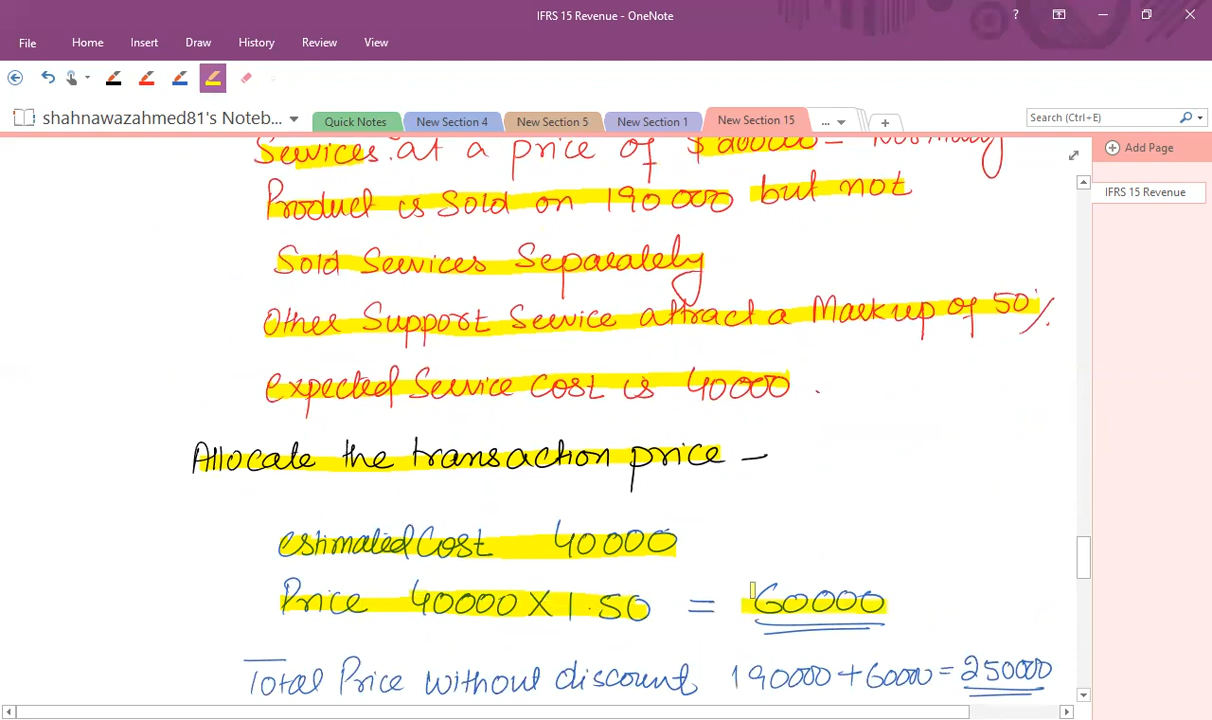 IFRS 15 Revenue - OneNote
?
File Home Insert Draw History Review View
shahnawazahmed81's Noteb... Quick Notes New Section 4 New Section 5 New Section 1 New Section 15 ... + Search (Ctrl+E)
Add Page
IFRS 15 Revenue
Services. at a price of $200000= Normally
Product is Sold on 190000 but not
Sold Services Separately
Other Support Service attract a Markup of 50%
expected Service Cost is 40000.
Allocate the transaction price -
estimated Cost 40000
Price 40000 X 1.50 = 60000
Total Price without discount 190000+60000=250000